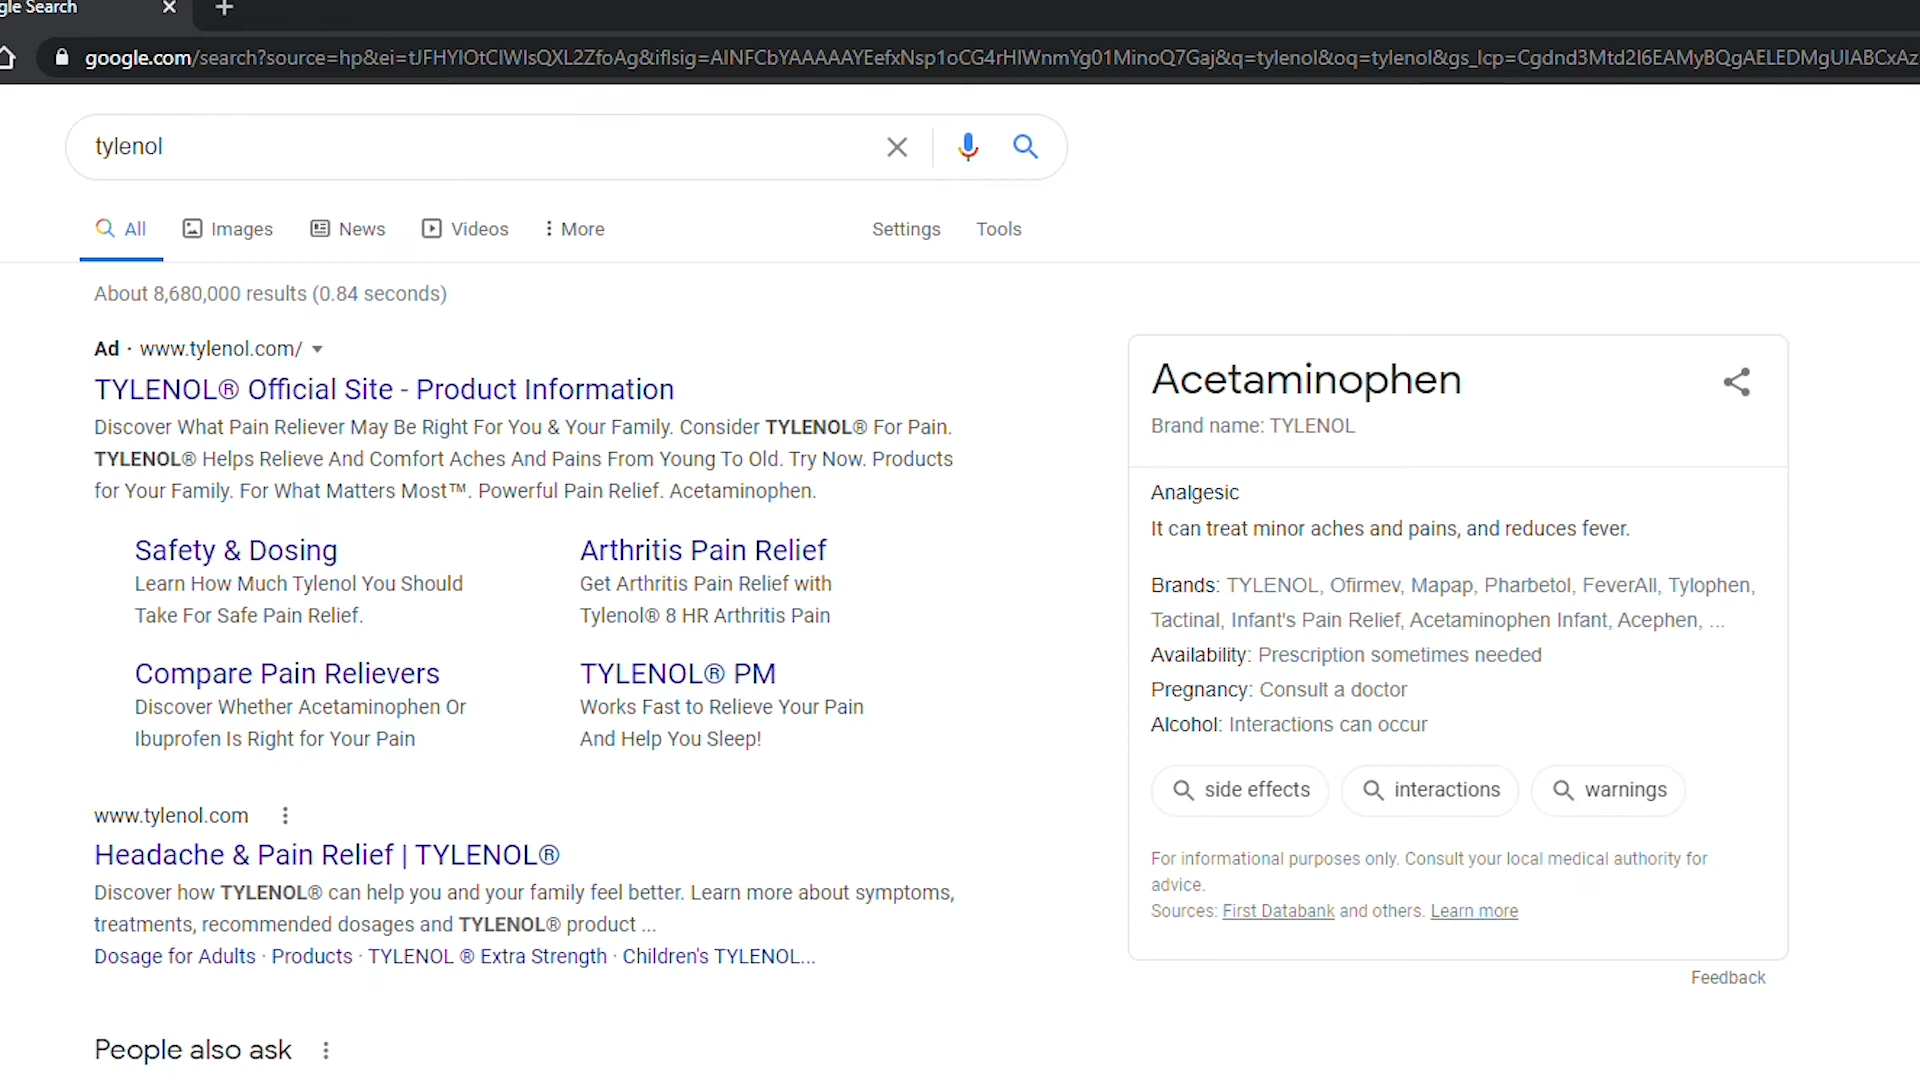 gle Search
google.com/search?source=hp&ei=tJFHYIOtCIWIsQXL2ZfoAg&iflsig=AINFCbYAAAAAYEefxNsp1oCG4rHIWnmYg01MinoQ7Gaj&q=tylenol&oq=tylenol&gs_lcp=Cgdnd3Mtd2l6EAMyBQgAELEDMgUIABCxAz
tylenol
All Images News Videos More Settings Tools
About 8,680,000 results (0.84 seconds)
Ad · www.tylenol.com/
TYLENOL® Official Site - Product Information
Discover What Pain Reliever May Be Right For You & Your Family. Consider TYLENOL® For Pain.
TYLENOL® Helps Relieve And Comfort Aches And Pains From Young To Old. Try Now. Products
for Your Family. For What Matters Most™. Powerful Pain Relief. Acetaminophen.
Safety & Dosing
Learn How Much Tylenol You Should
Take For Safe Pain Relief.
Arthritis Pain Relief
Get Arthritis Pain Relief with
Tylenol® 8 HR Arthritis Pain
Compare Pain Relievers
Discover Whether Acetaminophen Or
Ibuprofen Is Right for Your Pain
TYLENOL® PM
Works Fast to Relieve Your Pain
And Help You Sleep!
www.tylenol.com
Headache & Pain Relief | TYLENOL®
Discover how TYLENOL® can help you and your family feel better. Learn more about symptoms,
treatments, recommended dosages and TYLENOL® product ...
Dosage for Adults · Products · TYLENOL ® Extra Strength · Children's TYLENOL...
People also ask
Acetaminophen
Brand name: TYLENOL
Analgesic
It can treat minor aches and pains, and reduces fever.
Brands: TYLENOL, Ofirmev, Mapap, Pharbetol, FeverAll, Tylophen,
Tactinal, Infant's Pain Relief, Acetaminophen Infant, Acephen, ...
Availability: Prescription sometimes needed
Pregnancy: Consult a doctor
Alcohol: Interactions can occur
side effects interactions warnings
For informational purposes only. Consult your local medical authority for
advice.
Sources: First Databank and others. Learn more
Feedback